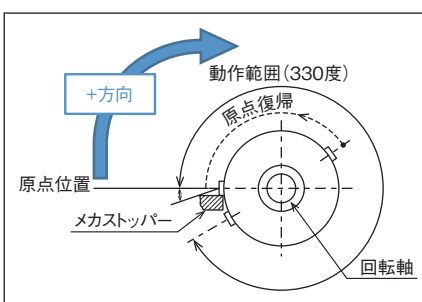 動作範囲(330度)
+方向
原点復帰
原点位置
メカストッパー
回転軸